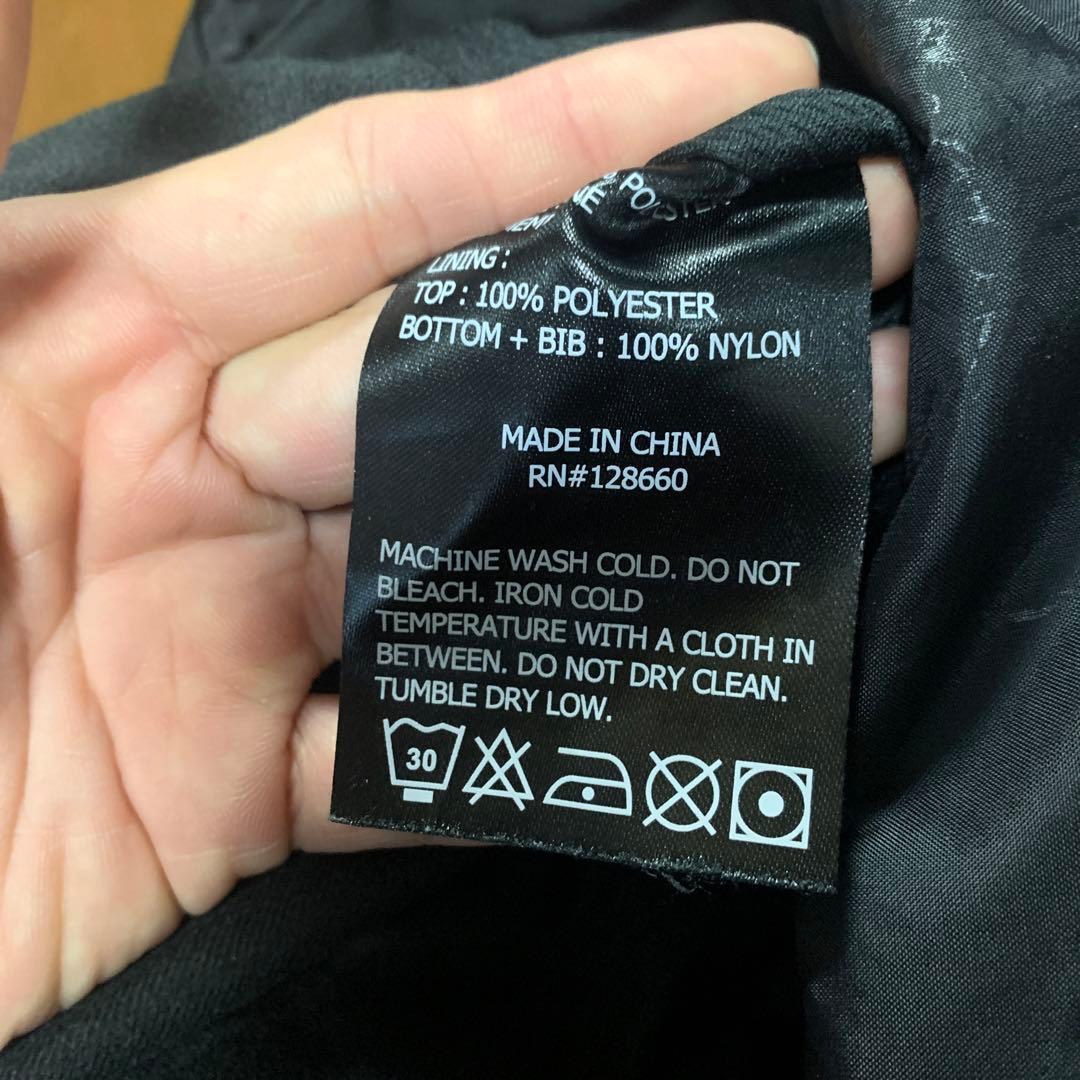 POLYESTER
LINING :
TOP : 100% POLYESTER
BOTTOM + BIB : 100% NYLON
MADE IN CHINA
RN#128660
MACHINE WASH COLD. DO NOT
BLEACH. IRON COLD
TEMPERATURE WITH A CLOTH IN
BETWEEN. DO NOT DRY CLEAN.
TUMBLE DRY LOW.
30